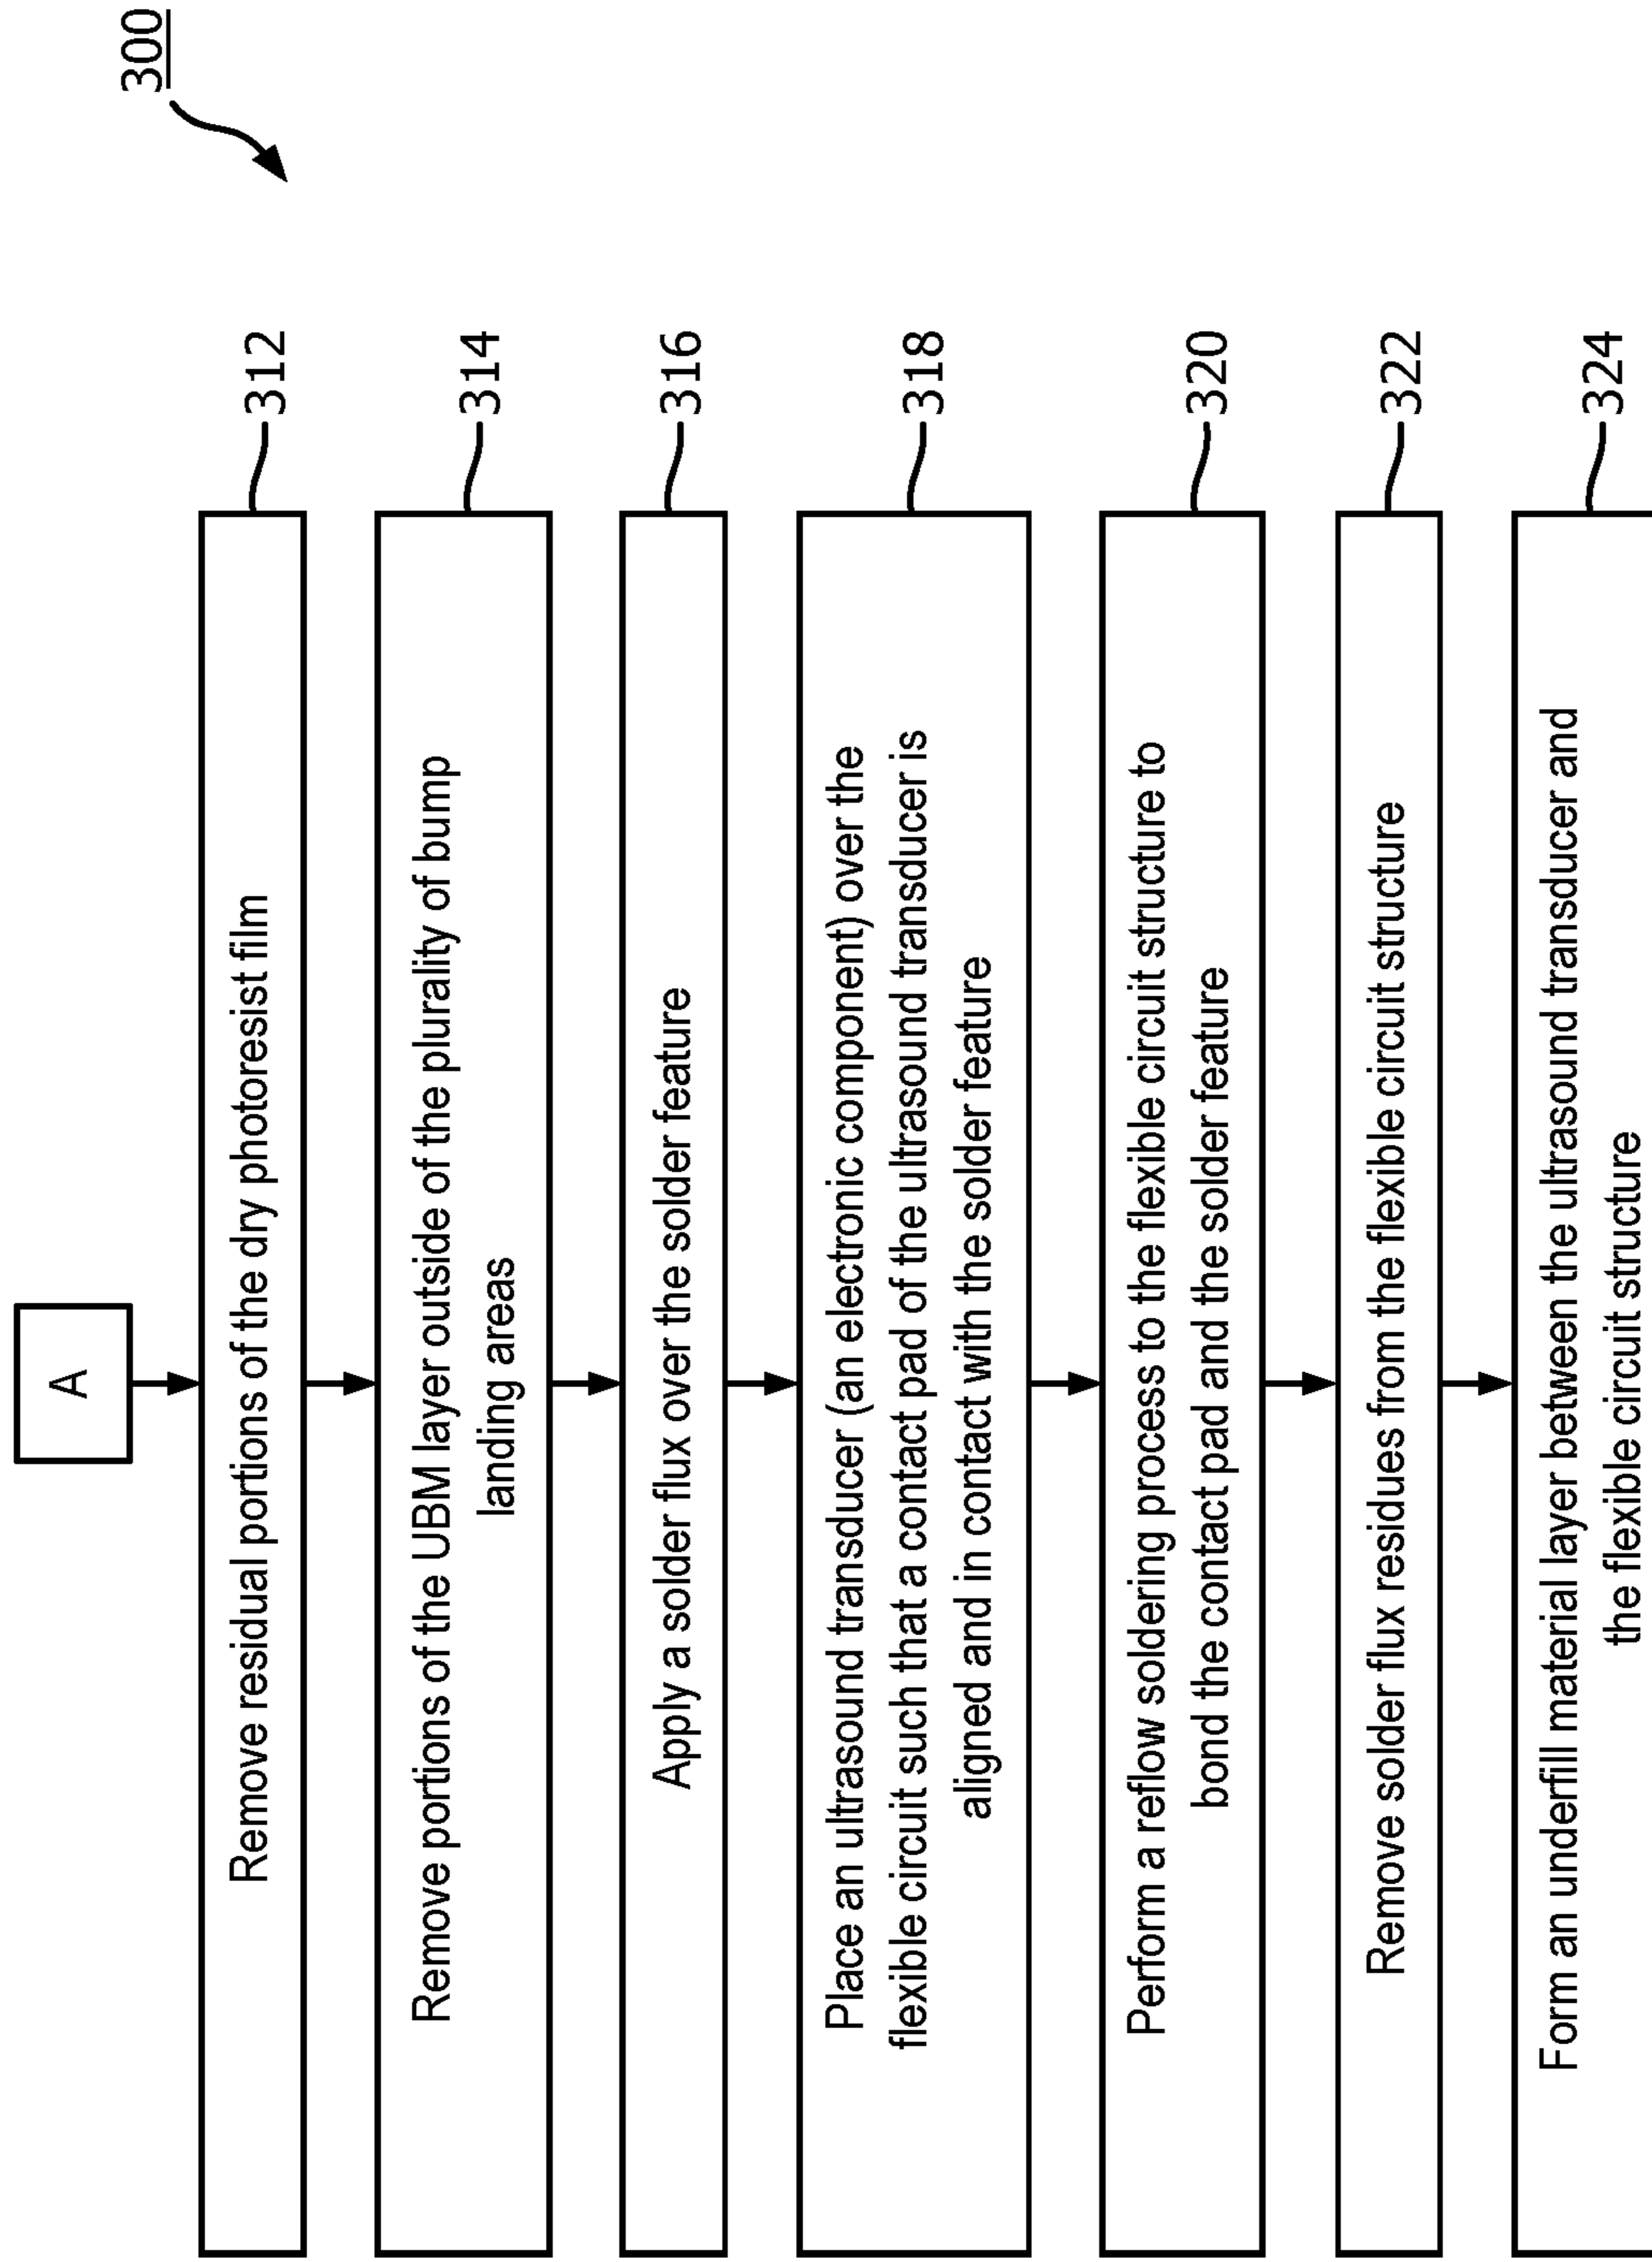 300
A
Remove residual portions of the dry photoresist film
312
Remove portions of the UBM layer outside of the plurality of bump
landing areas
314
Apply a solder flux over the solder feature
316
Place an ultrasound transducer (an electronic component) over the
flexible circuit such that a contact pad of the ultrasound transducer is
aligned and in contact with the solder feature
318
Perform a reflow soldering process to the flexible circuit structure to
bond the contact pad and the solder feature
320
Remove solder flux residues from the flexible circuit structure
322
Form an underfill material layer between the ultrasound transducer and
the flexible circuit structure
324